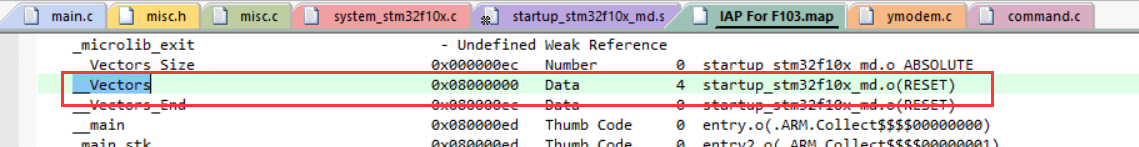 main.c misc.h misc.c system_stm32f10x.c startup_stm32f10x_md.s IAP For F103.map ymodem.c command.c
_microlib_exit - Undefined Weak Reference
__Vectors_Size 0x000000ec Number 0 startup_stm32f10x_md.o ABSOLUTE
__Vectors 0x08000000 Data 4 startup_stm32f10x_md.o(RESET)
__Vectors_End 0x080000ec Data 0 startup_stm32f10x_md.o(RESET)
__main 0x080000ed Thumb Code 0 entry.o(.ARM.Collect$$$$00000000)
_main_stk 0x080000ed Thumb Code 0 entry2.o(.ARM.Collect$$$$00000001)